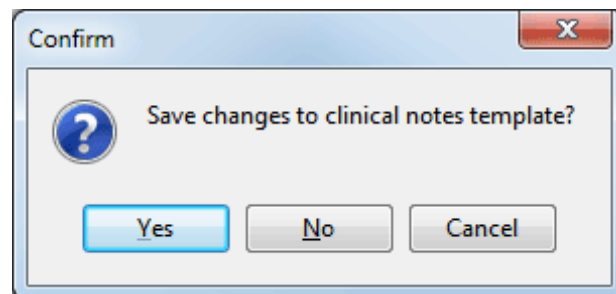 Confirm
Save changes to clinical notes template?
Yes
No
Cancel